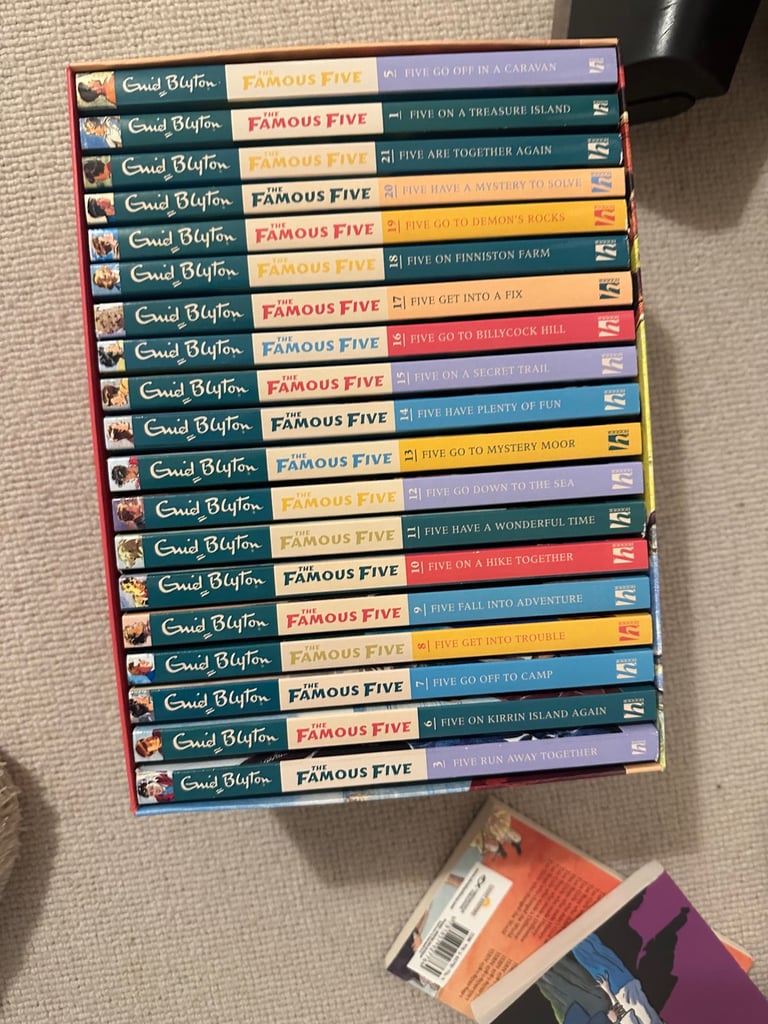 Enid Blyton THE FAMOUS FIVE 5 FIVE GO OFF IN A CARAVAN
Enid Blyton THE FAMOUS FIVE 1 FIVE ON A TREASURE ISLAND
Enid Blyton THE FAMOUS FIVE 21 FIVE ARE TOGETHER AGAIN
Enid Blyton THE FAMOUS FIVE 20 FIVE HAVE A MYSTERY TO SOLVE
Enid Blyton THE FAMOUS FIVE 19 FIVE GO TO DEMON'S ROCKS
Enid Blyton THE FAMOUS FIVE 18 FIVE ON FINNISTON FARM
Enid Blyton THE FAMOUS FIVE 17 FIVE GET INTO A FIX
Enid Blyton THE FAMOUS FIVE 16 FIVE GO TO BILLYCOCK HILL
Enid Blyton THE FAMOUS FIVE 15 FIVE ON A SECRET TRAIL
Enid Blyton THE FAMOUS FIVE 14 FIVE HAVE PLENTY OF FUN
Enid Blyton THE FAMOUS FIVE 13 FIVE GO TO MYSTERY MOOR
Enid Blyton THE FAMOUS FIVE 12 FIVE GO DOWN TO THE SEA
Enid Blyton THE FAMOUS FIVE 11 FIVE HAVE A WONDERFUL TIME
Enid Blyton THE FAMOUS FIVE 10 FIVE ON A HIKE TOGETHER
Enid Blyton THE FAMOUS FIVE 9 FIVE FALL INTO ADVENTURE
Enid Blyton THE FAMOUS FIVE 8 FIVE GET INTO TROUBLE
Enid Blyton THE FAMOUS FIVE 7 FIVE GO OFF TO CAMP
Enid Blyton THE FAMOUS FIVE 6 FIVE ON KIRRIN ISLAND AGAIN
Enid Blyton THE FAMOUS FIVE 3 FIVE RUN AWAY TOGETHER